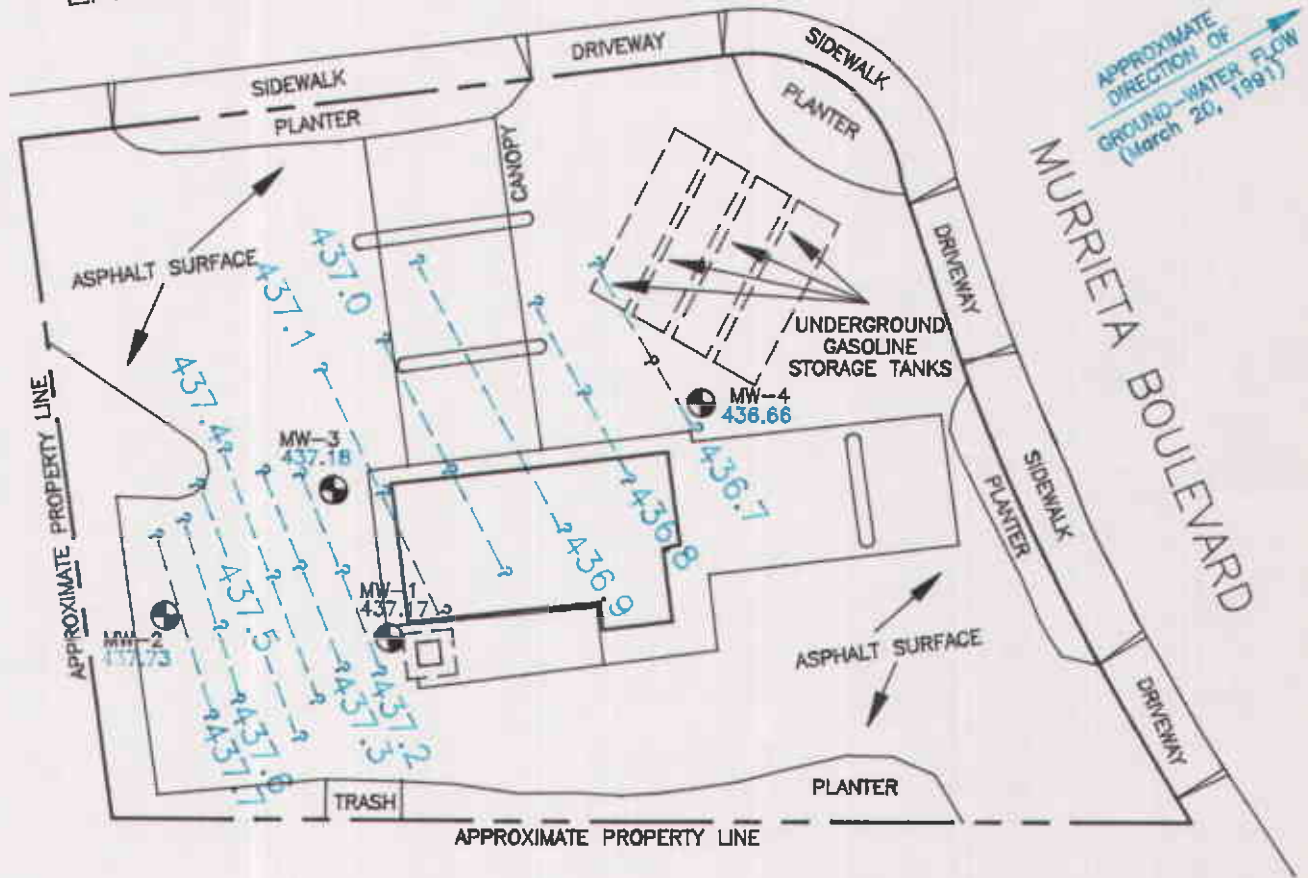 SIDEWALK
DRIVEWAY
SIDEWALK
APPROXIMATE
DIRECTION OF
GROUND-WATER FLOW
(March 20, 1991)
PLANTER
PLANTER
CANOPY
MURRIETA BOULEVARD
ASPHALT SURFACE
437.0
437.1
DRIVEWAY
UNDERGROUND
GASOLINE
STORAGE TANKS
437.4
MW-4
436.66
MW-3
437.18
APPROXIMATE PROPERTY LINE
SIDEWALK
PLANTER
436.7
436.8
436.9
437.5
MW-1
437.17
MW-2
437.73
ASPHALT SURFACE
437.2
437.3
437.6
437.7
DRIVEWAY
TRASH
PLANTER
APPROXIMATE PROPERTY LINE